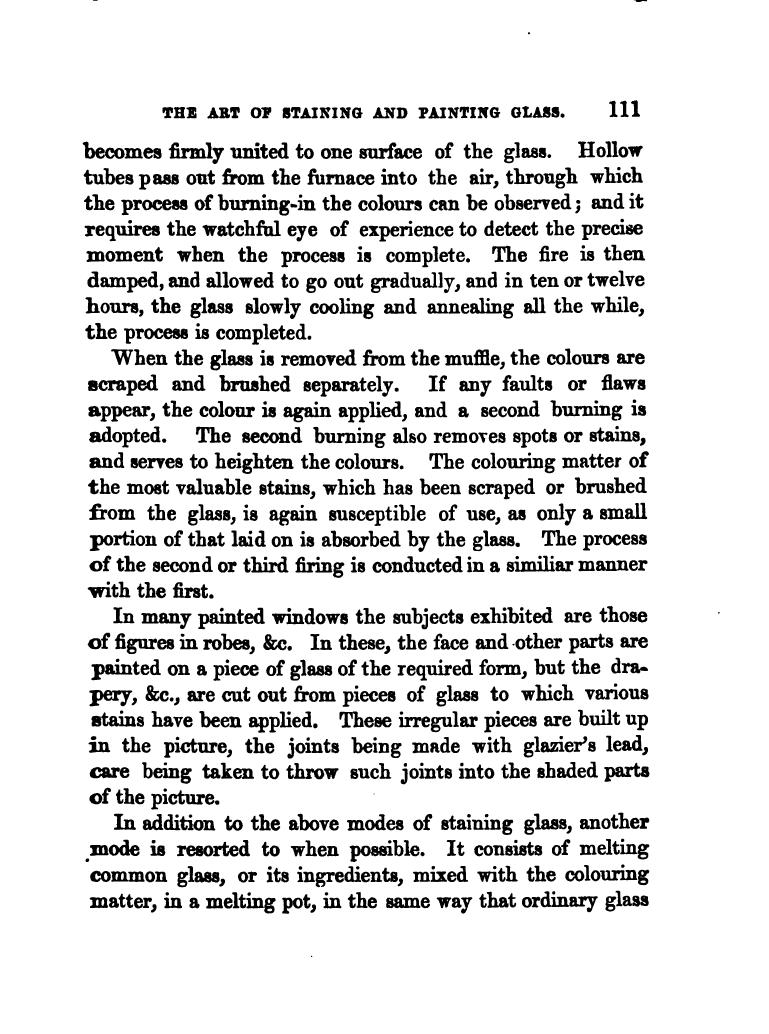 THE ART OF STAINING AND PAINTING GLASS. 111
becomes firmly united to one surface of the glass. Hollow
tubes pass out from the furnace into the air, through which
the process of burning-in the colours can be observed; and it
requires the watchful eye of experience to detect the precise
moment when the process is complete. The fire is then
damped, and allowed to go out gradually, and in ten or twelve
hours, the glass slowly cooling and annealing all the while,
the process is completed.
When the glass is removed from the muffle, the colours are
scraped and brushed separately. If any faults or flaws
appear, the colour is again applied, and a second burning is
adopted. The second burning also removes spots or stains,
and serves to heighten the colours. The colouring matter of
the most valuable stains, which has been scraped or brushed
from the glass, is again susceptible of use, as only a small
portion of that laid on is absorbed by the glass. The process
of the second or third firing is conducted in a similiar manner
with the first.
In many painted windows the subjects exhibited are those
of figures in robes, &c. In these, the face and other parts are
painted on a piece of glass of the required form, but the dra-
pery, &c., are cut out from pieces of glass to which various
stains have been applied. These irregular pieces are built up
in the picture, the joints being made with glazier's lead,
care being taken to throw such joints into the shaded parts
of the picture.
In addition to the above modes of staining glass, another
mode is resorted to when possible. It consists of melting
common glass, or its ingredients, mixed with the colouring
matter, in a melting pot, in the same way that ordinary glass